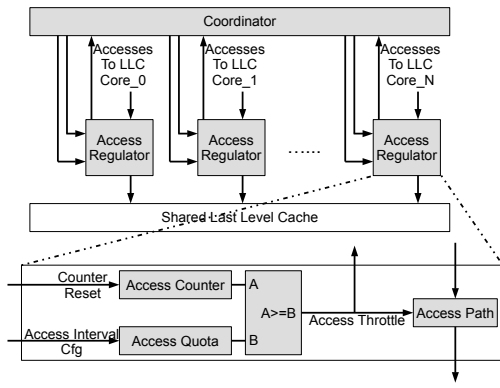 Coordinator
Accesses
To LLC
Core_0
Accesses
To LLC
Core_1
Accesses
To LLC
Core_N
Access
Regulator
Access
Regulator
......
Access
Regulator
Shared Last Level Cache
Counter
Reset
Access Counter
A
A>=B
Access Throttle
Access Path
Access Interval
Cfg
Access Quota
B